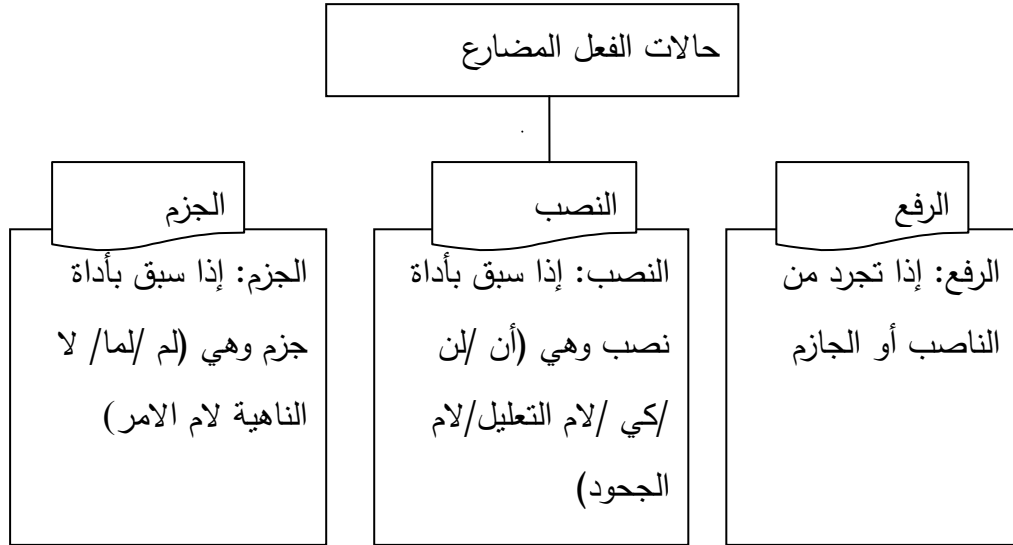 حالات الفعل المضارع
الرفع
الرفع: إذا تجرد من
الناصب أو الجازم
النصب
النصب: إذا سبق بأداة
نصب وهي (أن /لن
/كي /لام التعليل/لام
الجحود)
الجزم
الجزم: إذا سبق بأداة
جزم وهي (لم /لما/ لا
الناهية لام الامر)